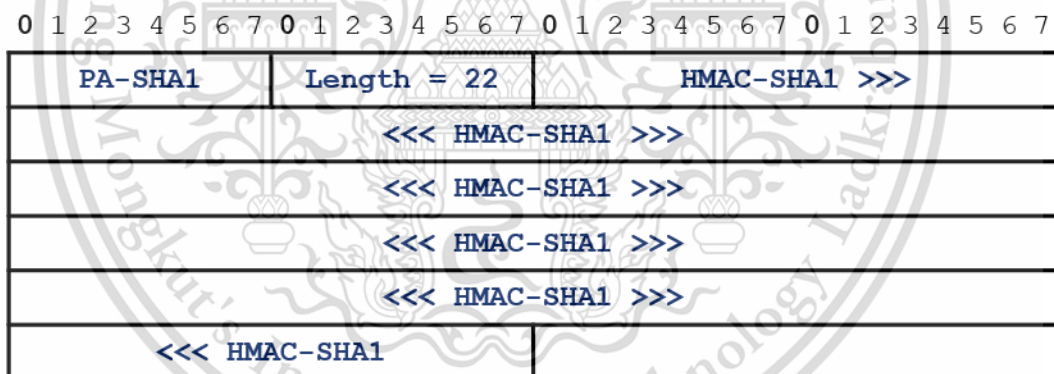 0 1 2 3 4 5 6 7 0 1 2 3 4 5 6 7 0 1 2 3 4 5 6 7 0 1 2 3 4 5 6 7
PA-SHA1 Length = 22 HMAC-SHA1 >>>
<<< HMAC-SHA1 >>>
<<< HMAC-SHA1 >>>
<<< HMAC-SHA1 >>>
<<< HMAC-SHA1 >>>
<<< HMAC-SHA1